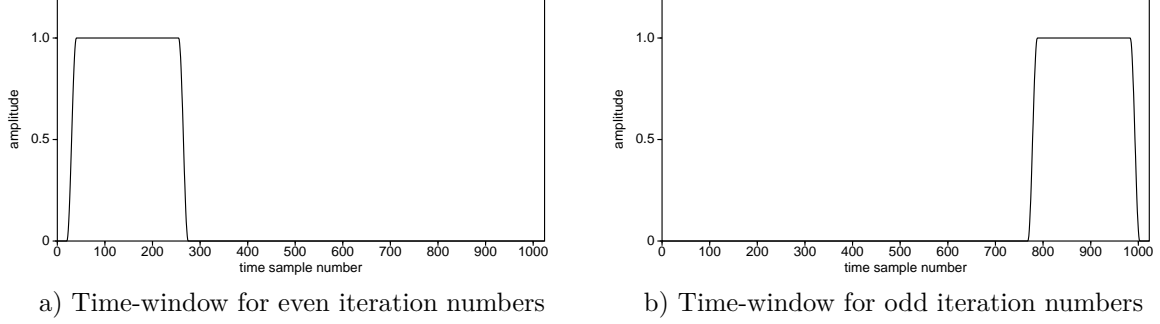 1.0
0.5
0
amplitude
0 100 200 300 400 500 600 700 800 900 1000
time sample number
a) Time-window for even iteration numbers
1.0
0.5
0
amplitude
0 100 200 300 400 500 600 700 800 900 1000
time sample number
b) Time-window for odd iteration numbers